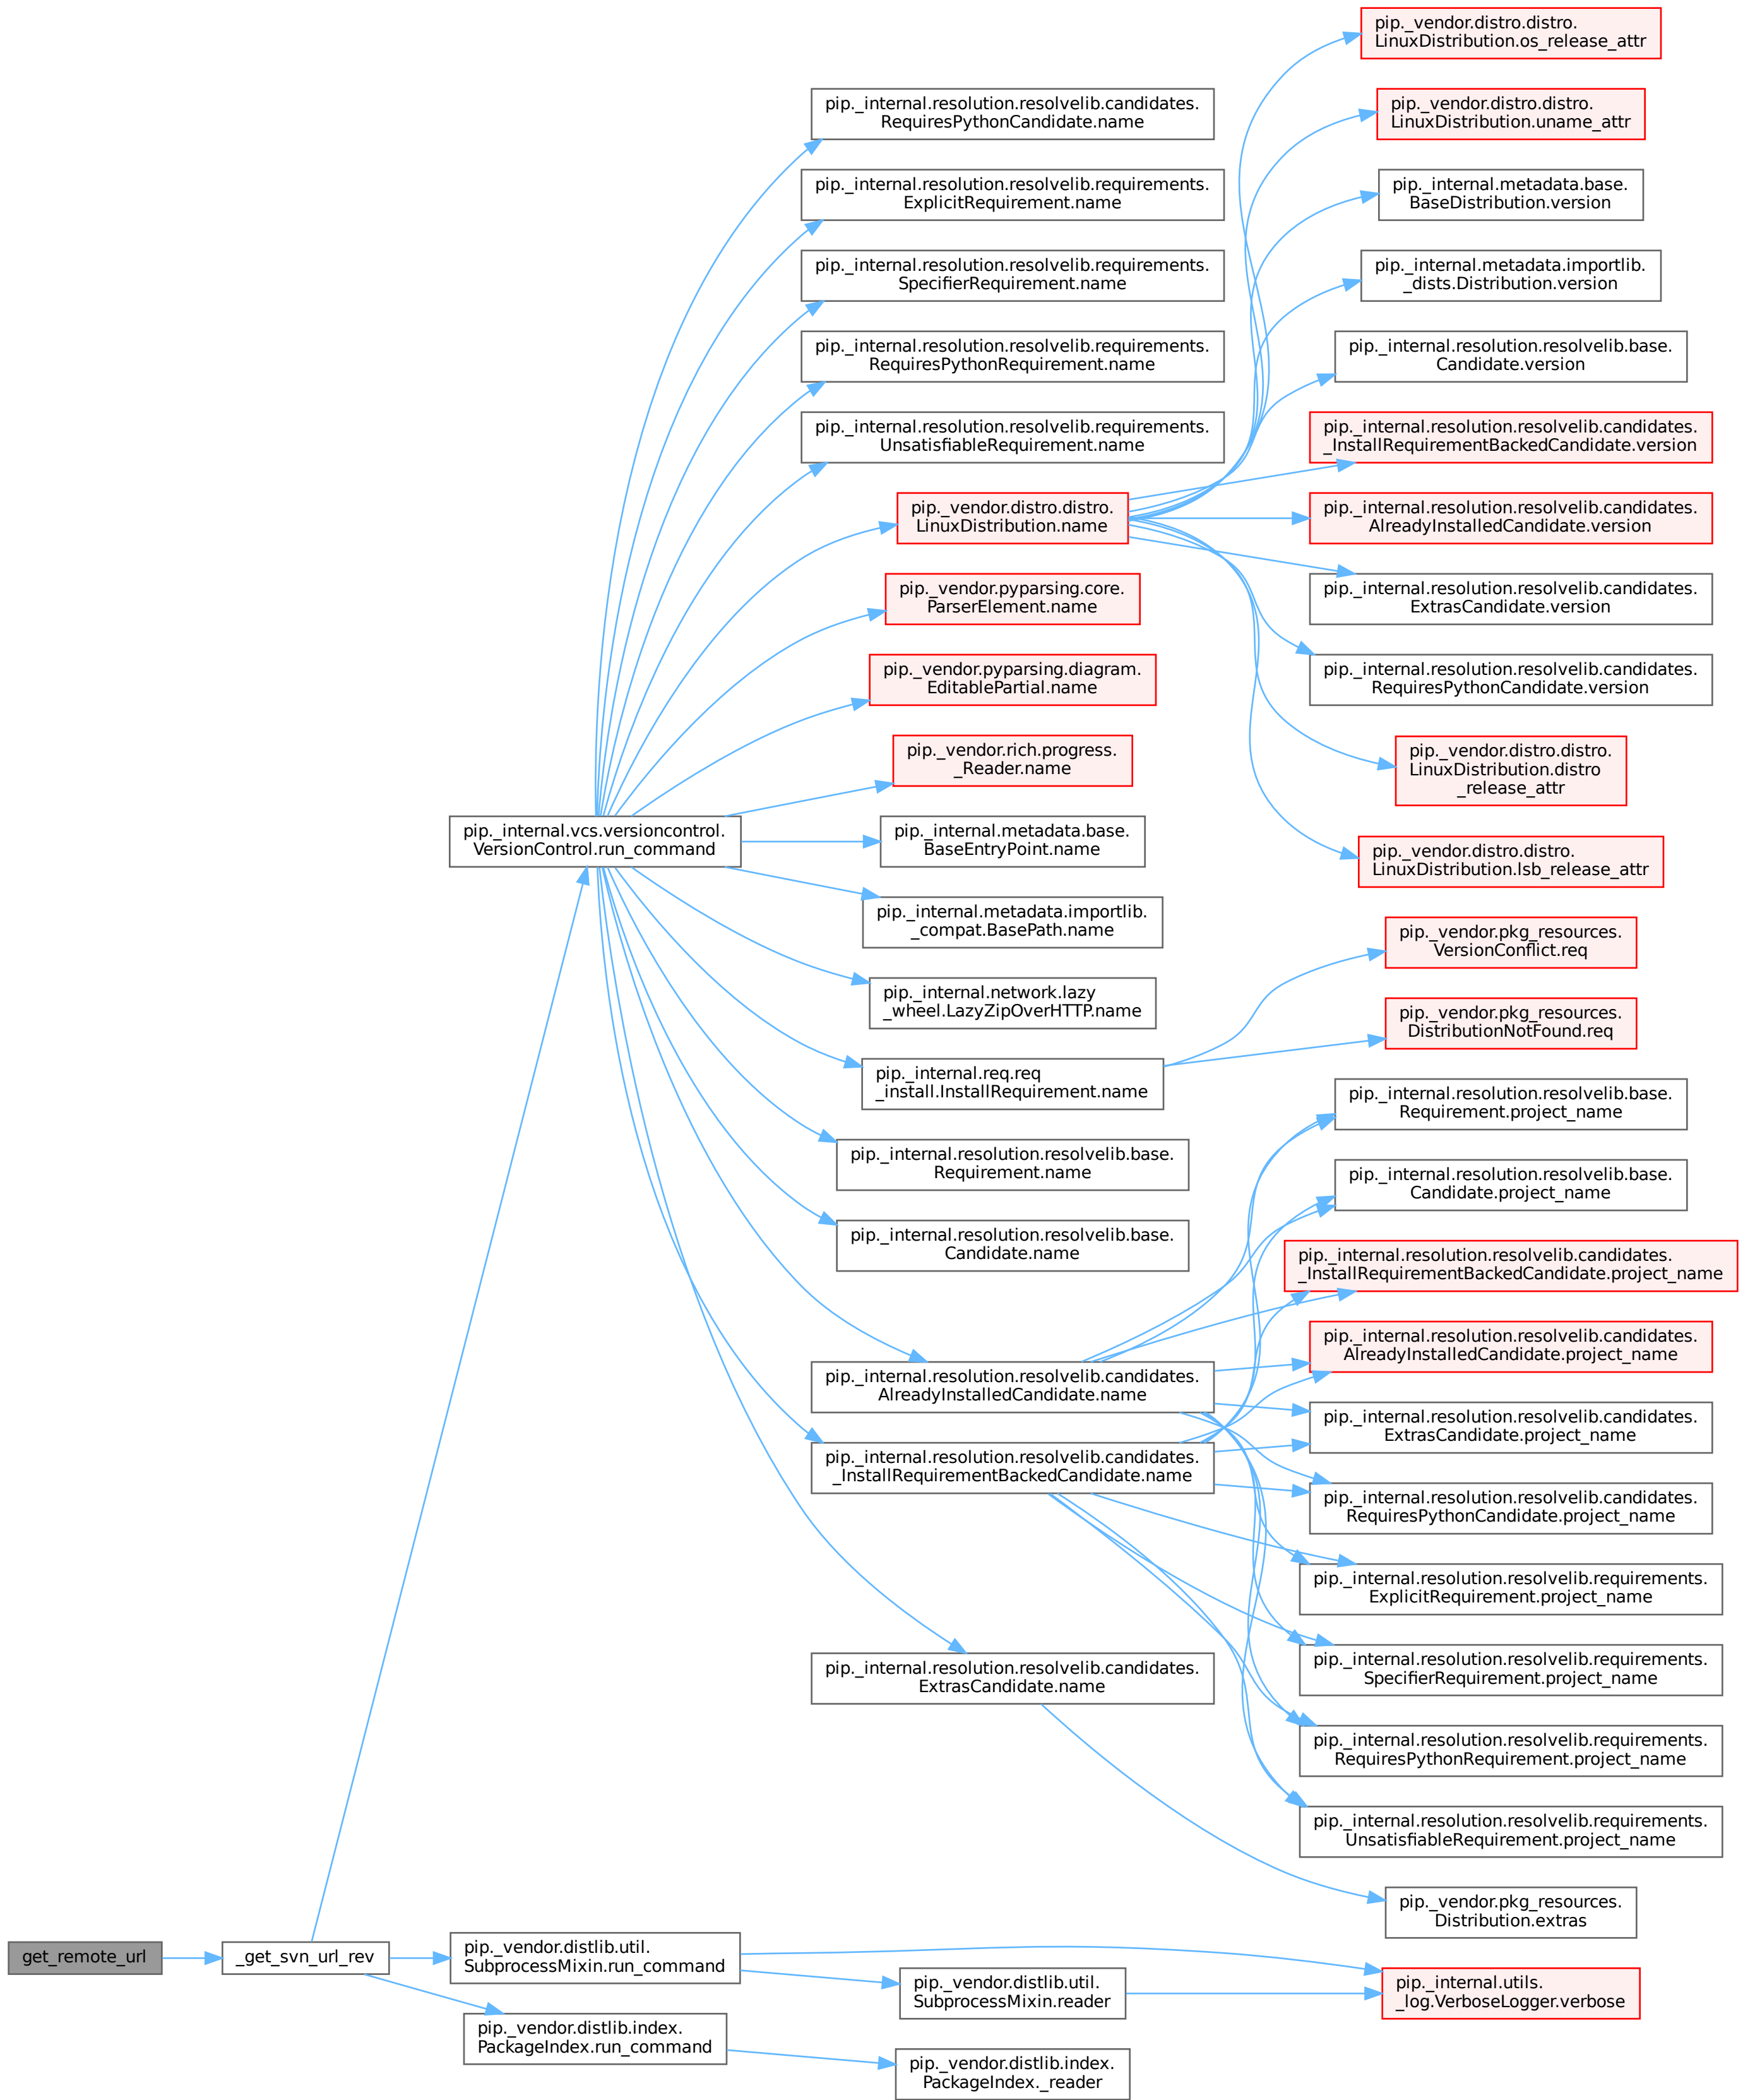 get_remote_url
_get_svn_url_rev
pip._internal.vcs.versioncontrol.
VersionControl.run_command
pip._vendor.distlib.util.
SubprocessMixin.run_command
pip._vendor.distlib.index.
PackageIndex.run_command
pip._internal.resolution.resolvelib.candidates.
RequiresPythonCandidate.name
pip._internal.resolution.resolvelib.requirements.
ExplicitRequirement.name
pip._internal.resolution.resolvelib.requirements.
SpecifierRequirement.name
pip._internal.resolution.resolvelib.requirements.
RequiresPythonRequirement.name
pip._internal.resolution.resolvelib.requirements.
UnsatisfiableRequirement.name
pip._vendor.distro.distro.
LinuxDistribution.name
pip._vendor.pyparsing.core.
ParserElement.name
pip._vendor.pyparsing.diagram.
EditablePartial.name
pip._vendor.rich.progress.
_Reader.name
pip._internal.metadata.base.
BaseEntryPoint.name
pip._internal.metadata.importlib.
_compat.BasePath.name
pip._internal.network.lazy
_wheel.LazyZipOverHTTP.name
pip._internal.req.req
_install.InstallRequirement.name
pip._internal.resolution.resolvelib.base.
Requirement.name
pip._internal.resolution.resolvelib.base.
Candidate.name
pip._internal.resolution.resolvelib.candidates.
AlreadyInstalledCandidate.name
pip._internal.resolution.resolvelib.candidates.
_InstallRequirementBackedCandidate.name
pip._internal.resolution.resolvelib.candidates.
ExtrasCandidate.name
pip._vendor.distlib.util.
SubprocessMixin.reader
pip._vendor.distlib.index.
PackageIndex._reader
pip._vendor.distro.distro.
LinuxDistribution.os_release_attr
pip._vendor.distro.distro.
LinuxDistribution.uname_attr
pip._internal.metadata.base.
BaseDistribution.version
pip._internal.metadata.importlib.
_dists.Distribution.version
pip._internal.resolution.resolvelib.base.
Candidate.version
pip._internal.resolution.resolvelib.candidates.
_InstallRequirementBackedCandidate.version
pip._internal.resolution.resolvelib.candidates.
AlreadyInstalledCandidate.version
pip._internal.resolution.resolvelib.candidates.
ExtrasCandidate.version
pip._internal.resolution.resolvelib.candidates.
RequiresPythonCandidate.version
pip._vendor.distro.distro.
LinuxDistribution.distro
_release_attr
pip._vendor.distro.distro.
LinuxDistribution.lsb_release_attr
pip._vendor.pkg_resources.
VersionConflict.req
pip._vendor.pkg_resources.
DistributionNotFound.req
pip._internal.resolution.resolvelib.base.
Requirement.project_name
pip._internal.resolution.resolvelib.base.
Candidate.project_name
pip._internal.resolution.resolvelib.candidates.
_InstallRequirementBackedCandidate.project_name
pip._internal.resolution.resolvelib.candidates.
AlreadyInstalledCandidate.project_name
pip._internal.resolution.resolvelib.candidates.
ExtrasCandidate.project_name
pip._internal.resolution.resolvelib.candidates.
RequiresPythonCandidate.project_name
pip._internal.resolution.resolvelib.requirements.
ExplicitRequirement.project_name
pip._internal.resolution.resolvelib.requirements.
SpecifierRequirement.project_name
pip._internal.resolution.resolvelib.requirements.
RequiresPythonRequirement.project_name
pip._internal.resolution.resolvelib.requirements.
UnsatisfiableRequirement.project_name
pip._vendor.pkg_resources.
Distribution.extras
pip._internal.utils.
_log.VerboseLogger.verbose